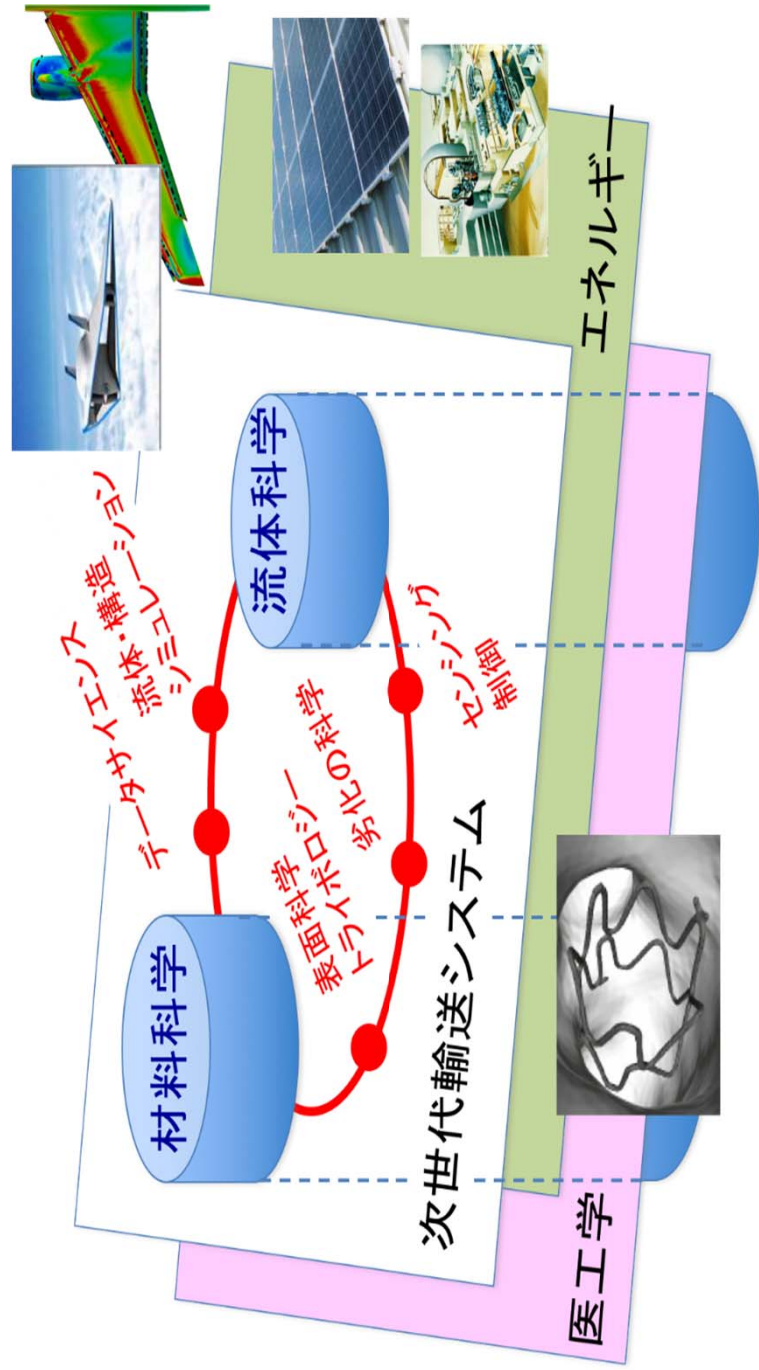 データサイエンス
流体・構造
シミュレーション
材料科学
流体科学
表面科学
トライボロジー
劣化の科学
センシング
制御
次世代輸送システム
エネルギー
医工学